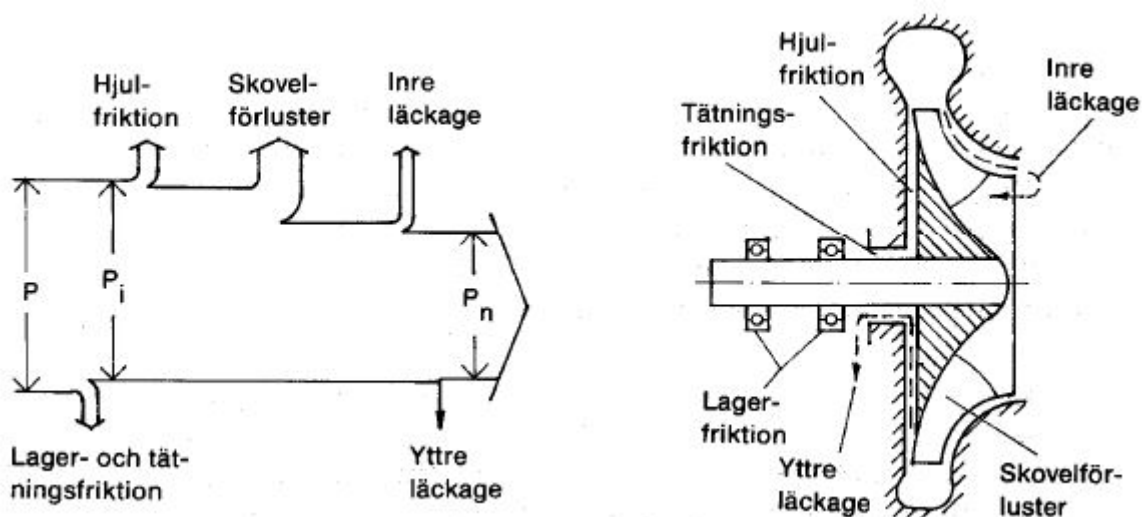 Hjul-
friktion
Skovel-
förluster
Inre
läckage
P
P i
P n
Lager- och tät-
ningsfriktion
Yttre
läckage
Hjul-
friktion
Tätnings-
friktion
Inre
läckage
Lager-
friktion
Yttre
läckage
Skovelför-
luster